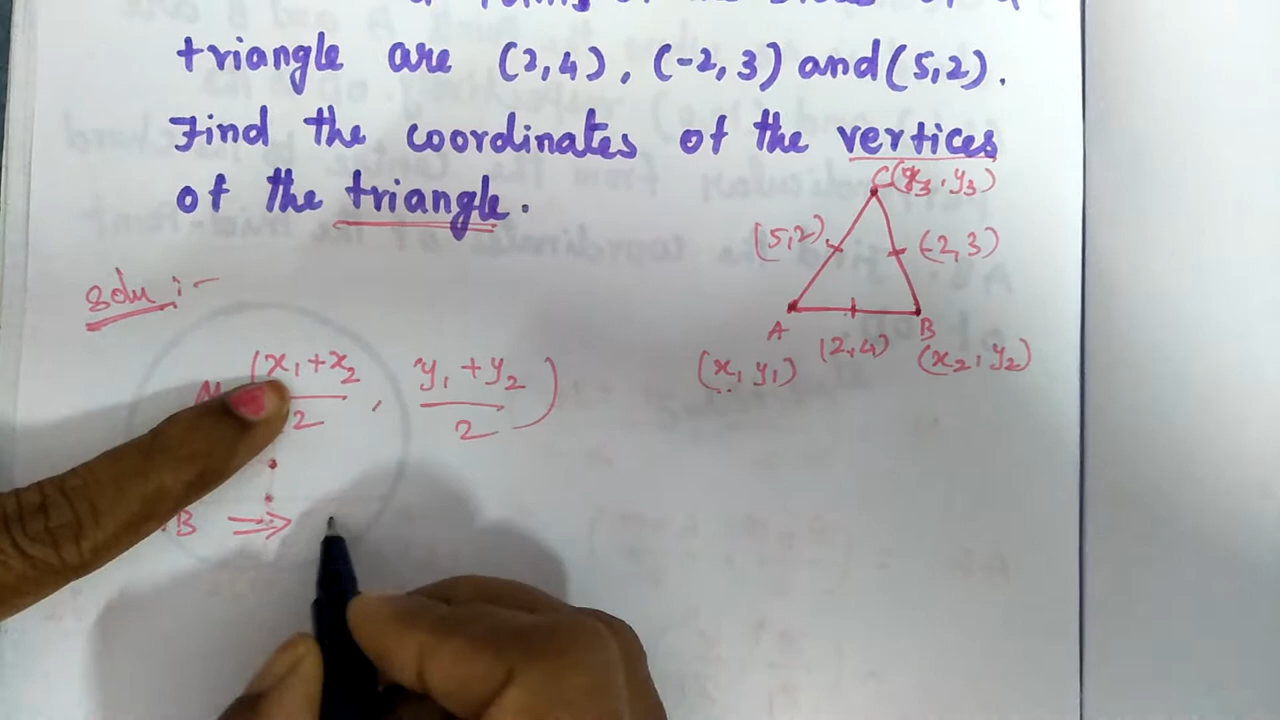 triangle are (2,4), (-2,3) and (5,2).
Find the coordinates of the vertices
of the triangle.
C(x3, y3)
(5,2)
(-2,3)
A
B
(2,4)
(x1 y1)
(x2, y2)
Solu :-
M (x1+x2/2 , y1+y2/2)
B ⇒